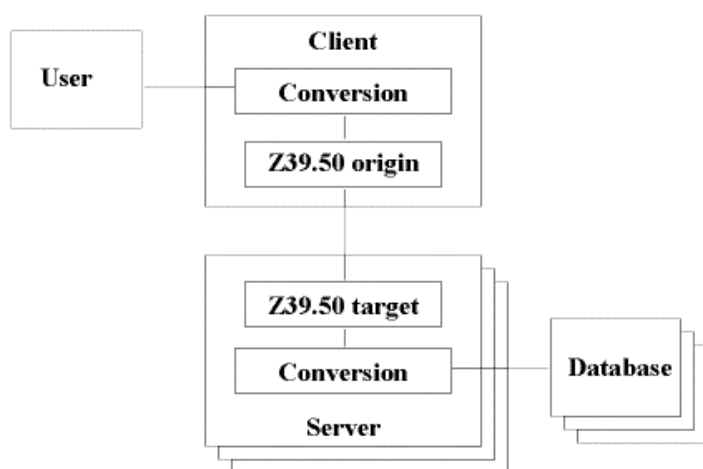 Client
User
Conversion
Z39.50 origin
Z39.50 target
Conversion
Database
Server